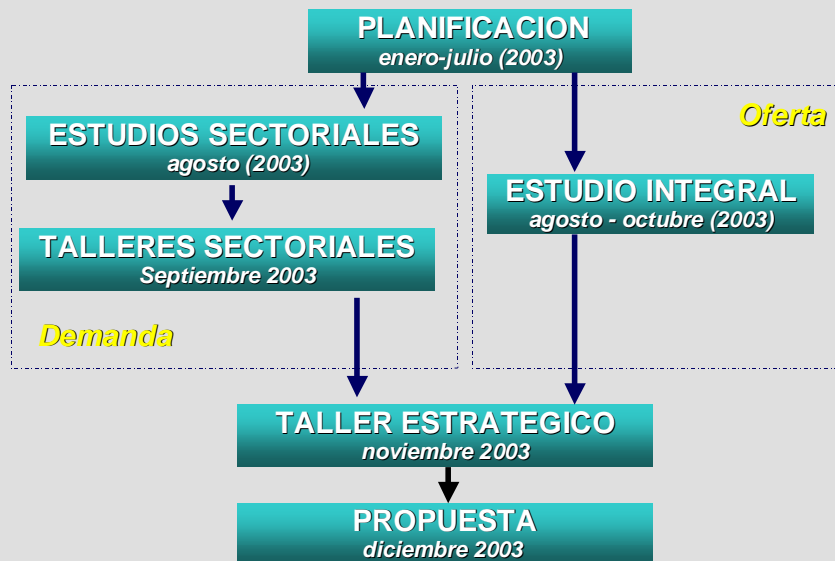 PLANIFICACION
enero-julio (2003)
Oferta
ESTUDIOS SECTORIALES
agosto (2003)
ESTUDIO INTEGRAL
agosto - octubre (2003)
TALLERES SECTORIALES
Septiembre 2003
Demanda
TALLER ESTRATEGICO
noviembre 2003
PROPUESTA
diciembre 2003